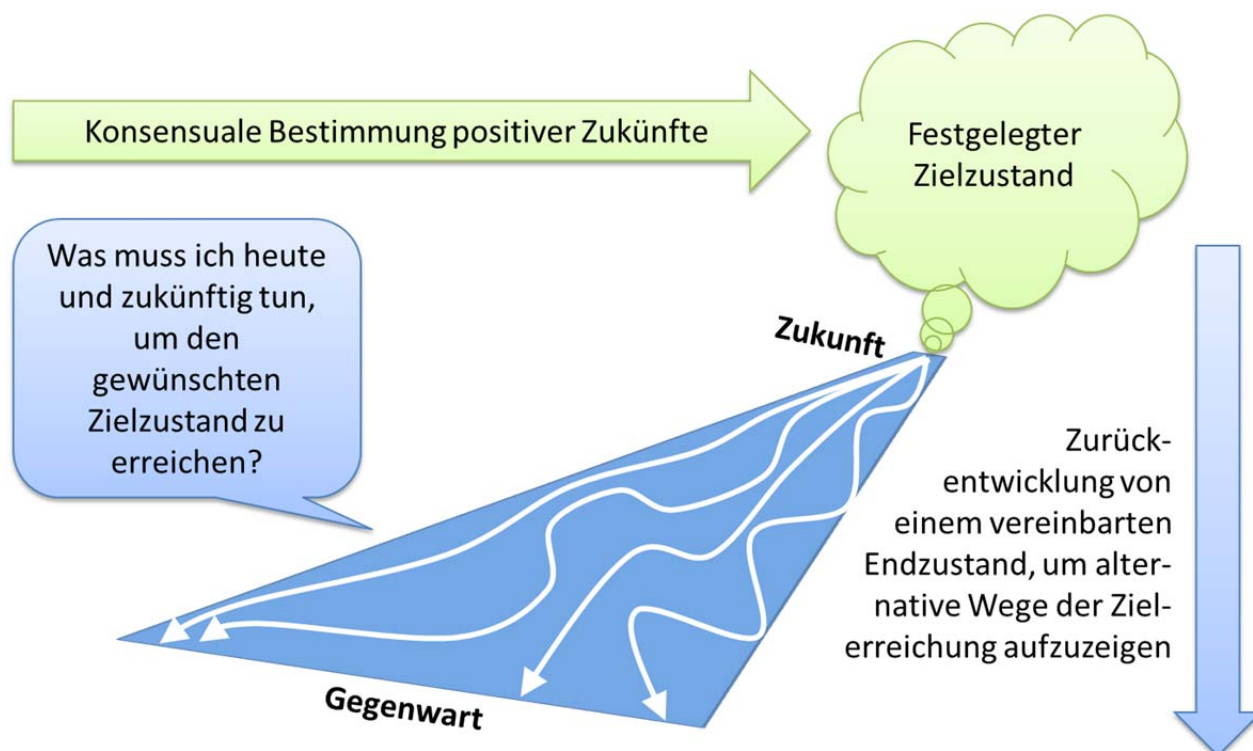 Konsensuale Bestimmung positiver Zukünfte
Festgelegter
Zielzustand
Was muss ich heute
und zukünftig tun,
um den
gewünschten
Zielzustand zu
erreichen?
Zukunft
Zurück-
entwicklung von
einem vereinbarten
Endzustand, um alter-
native Wege der Ziel-
erreichung aufzuzeigen
Gegenwart